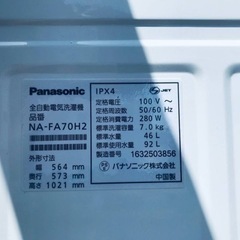 Panasonic
全自動電気洗濯機
品番
NA-FA70H2
外形寸法
幅 564 mm
奥行 573 mm
高さ 1021 mm
IPX4
JET
定格電圧 100 V～
定格周波数 50/60 Hz
定格消費電力 280 W
標準洗濯容量 7.0 kg
標準水量 46 L
標準使用水量 92 L
製造番号 1632503856
パナソニック株式会社
中国製